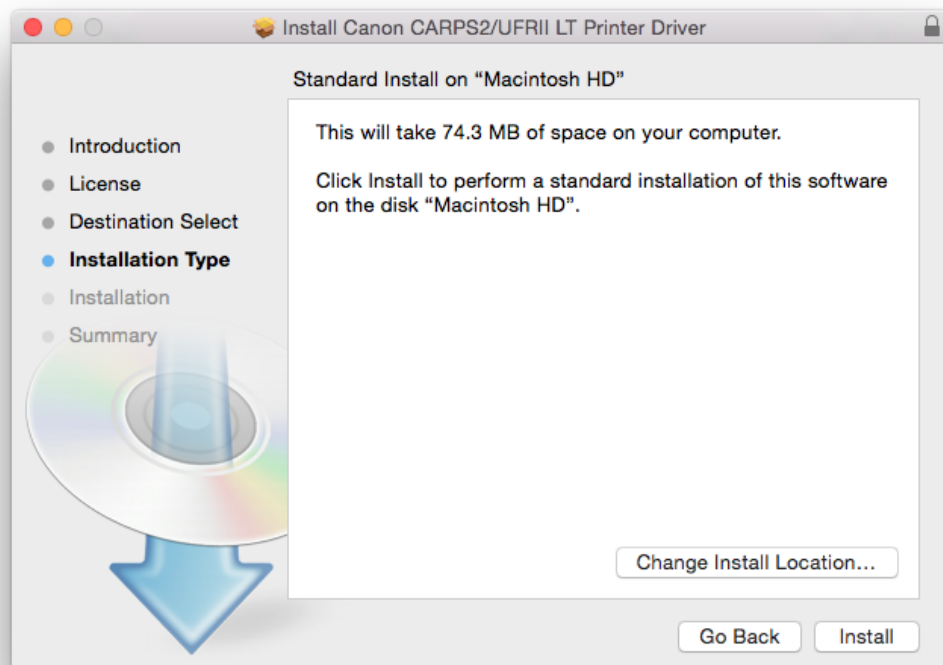 Install Canon CARPS2/UFRII LT Printer Driver
Standard Install on “Macintosh HD”
Introduction
License
Destination Select
Installation Type
Installation
Summary
This will take 74.3 MB of space on your computer.
Click Install to perform a standard installation of this software
on the disk “Macintosh HD”.
Change Install Location...
Go Back
Install